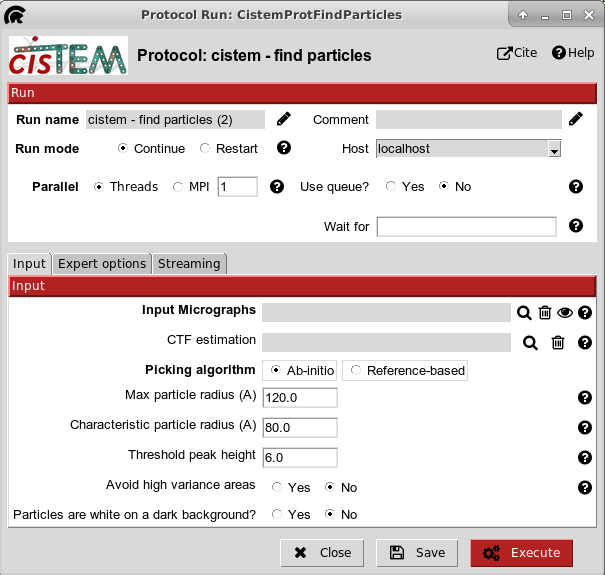 Protocol Run: CistemProtFindParticles
cisTEM Protocol: cistem - find particles Cite Help
Run
Run name cistem - find particles (2) Comment
Run mode Continue Restart Host localhost
Parallel Threads MPI 1 Use queue? Yes No
Wait for
Input Expert options Streaming
Input
Input Micrographs
CTF estimation
Picking algorithm Ab-initio Reference-based
Max particle radius (A) 120.0
Characteristic particle radius (A) 80.0
Threshold peak height 6.0
Avoid high variance areas Yes No
Particles are white on a dark background? Yes No
Close Save Execute